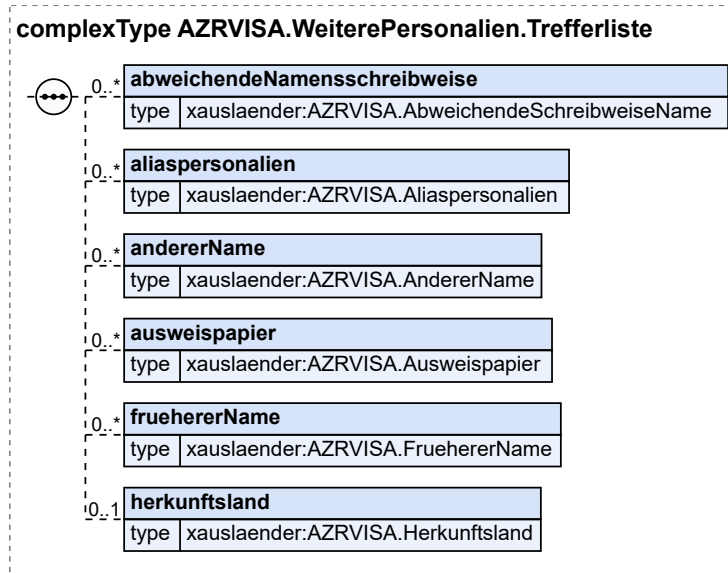 complexType AZRVISA.WeiterePersonalien.Trefferliste
0..* abweichendeNamensschreibweise
type xauslaender:AZRVISA.AbweichendeSchreibweiseName
0..* aliaspersonalien
type xauslaender:AZRVISA.Aliaspersonalien
0..* andererName
type xauslaender:AZRVISA.AndererName
0..* ausweispapier
type xauslaender:AZRVISA.Ausweispapier
0..* fruehererName
type xauslaender:AZRVISA.FruehererName
0..1 herkunftsland
type xauslaender:AZRVISA.Herkunftsland